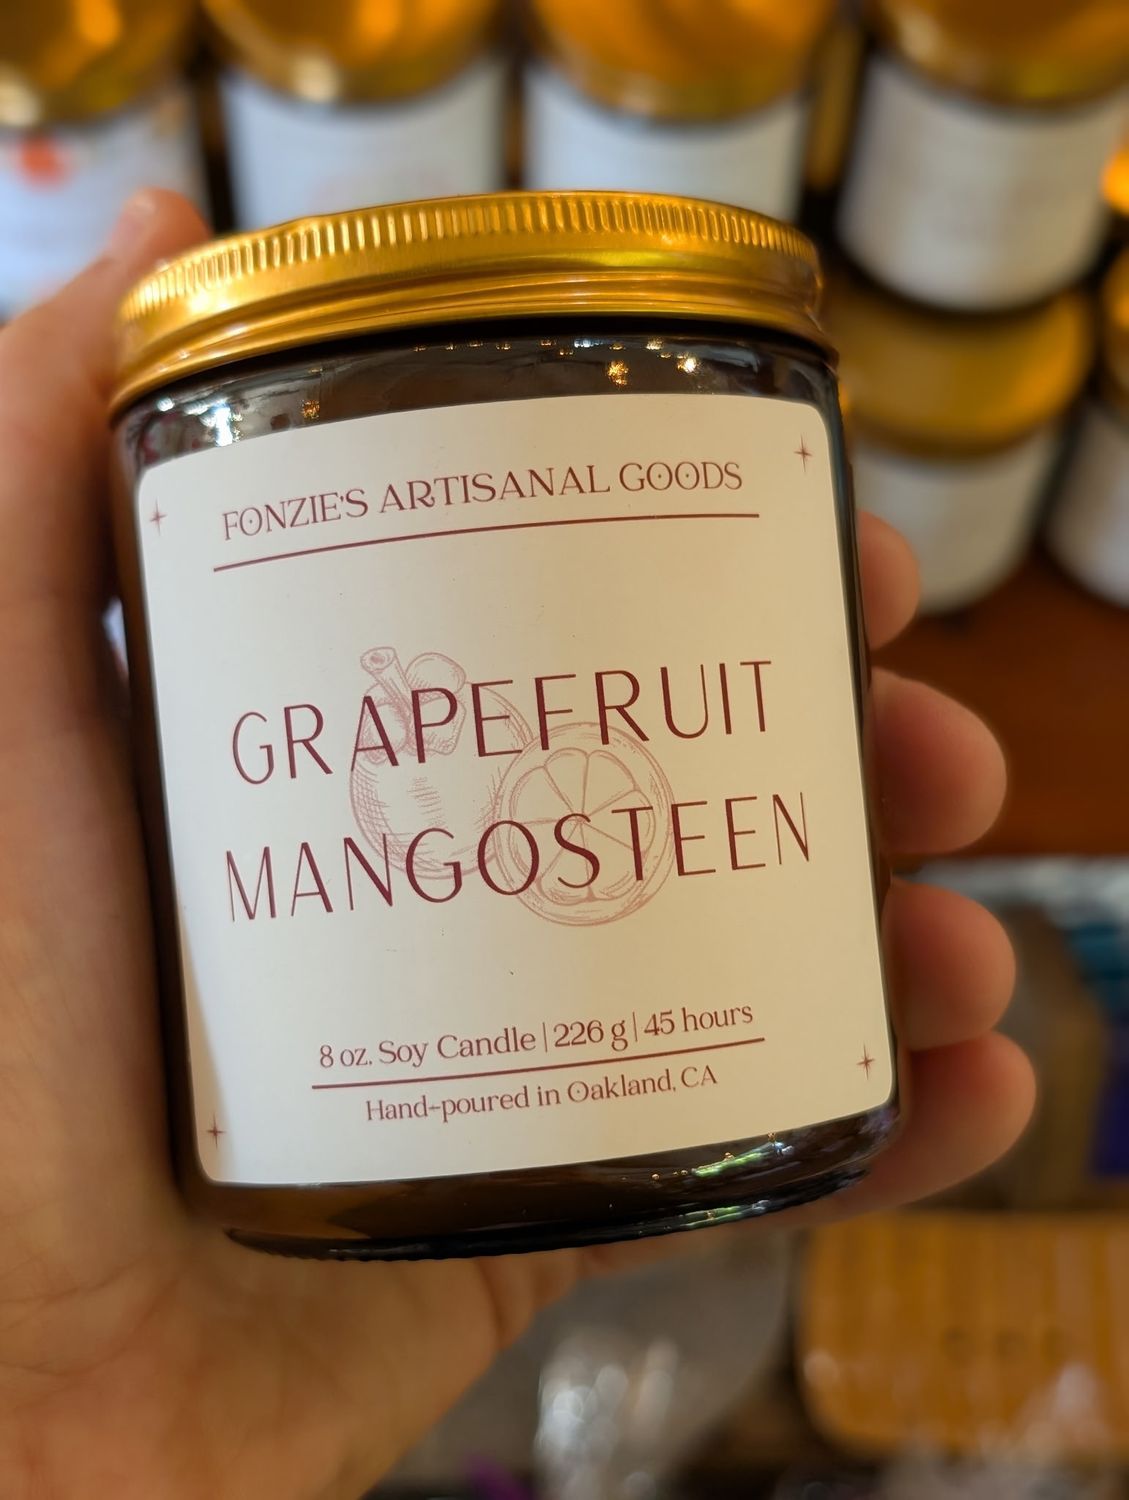 FONZIE'S ARTISANAL GOODS
GRAPEFRUIT
MANGOSTEEN
8 oz. Soy Candle | 226 g | 45 hours
Hand-poured in Oakland, CA